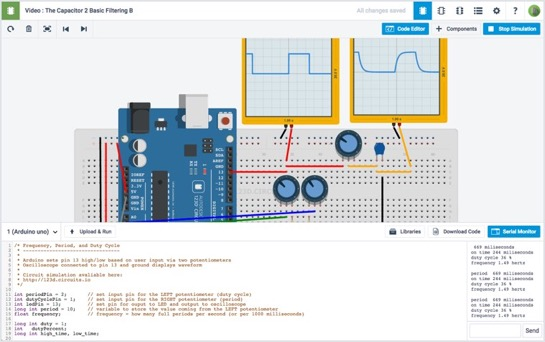 Video : The Capacitor 2 Basic Filtering B
All changes saved
Code Editor
+ Components
Stop Simulation
1 (Arduino uno)
Upload & Run
Libraries
Download Code
Serial Monitor
/* Frequency, Period, and Duty Cycle
* Arduino sets pin 13 high/low based on user input via two potentiometers
* Oscilloscope connected to pin 13 and ground displays waveform
*
* Circuit simulation available here:
* http://123d.circuits.io
*/
int periodPin = 0; // set input pin for the LEFT potentiometer (duty cycle)
int dutyCyclePin = 1; // set input pin for RIGHT potentiometer (period)
int ledPin = 13; // set pin for ouput to LED and output to oscilloscope
long int period = 10; // variable to store the value coming from the LEFT potentiometer
float frequency; // frequency = how many full periods per second (or per 1000 milliseconds)
long int duty = 1;
int dutyPercent;
long int high_time, low_time;
669 milliseconds
on time 244 milliseconds
duty cycle 36 %
frequency 1.49 hertz
period 669 milliseconds
on time 244 milliseconds
duty cycle 36 %
frequency 1.49 hertz
period 669 milliseconds
on time 244 milliseconds
duty cycle 36 %
frequency 1.49 hertz
Send